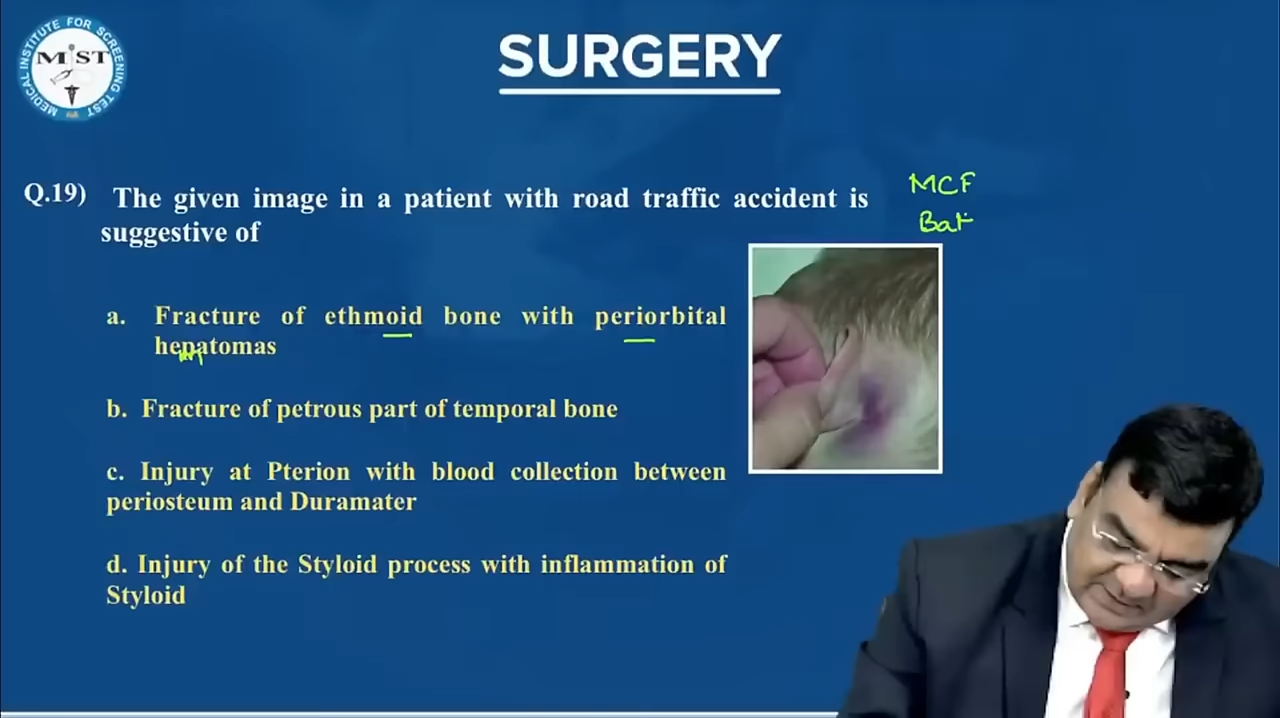 MEDICAL INSTITUTE FOR SCREENING TEST
MIST
SURGERY
Q.19) The given image in a patient with road traffic accident is
suggestive of
MCF
Bat
a. Fracture of ethmoid bone with periorbital
hepatomas
b. Fracture of petrous part of temporal bone
c. Injury at Pterion with blood collection between
periosteum and Duramater
d. Injury of the Styloid process with inflammation of
Styloid